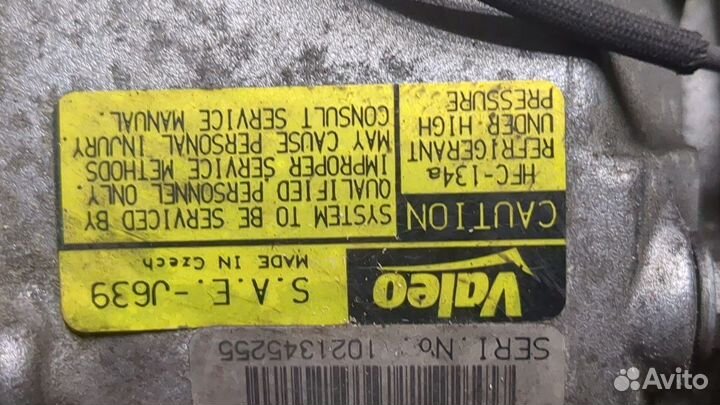 SERI.No. 1021345255
Valeo
S.A.E.-J639
MADE IN Czech
CAUTION
HFC-134a
REFRIGERANT
UNDER HIGH
PRESSURE
SYSTEM TO BE SERVICED BY
QUALIFIED PERSONNEL ONLY.
IMPROPER SERVICE METHODS
MAY CAUSE PERSONAL INJURY
CONSULT SERVICE MANUAL.
Avito